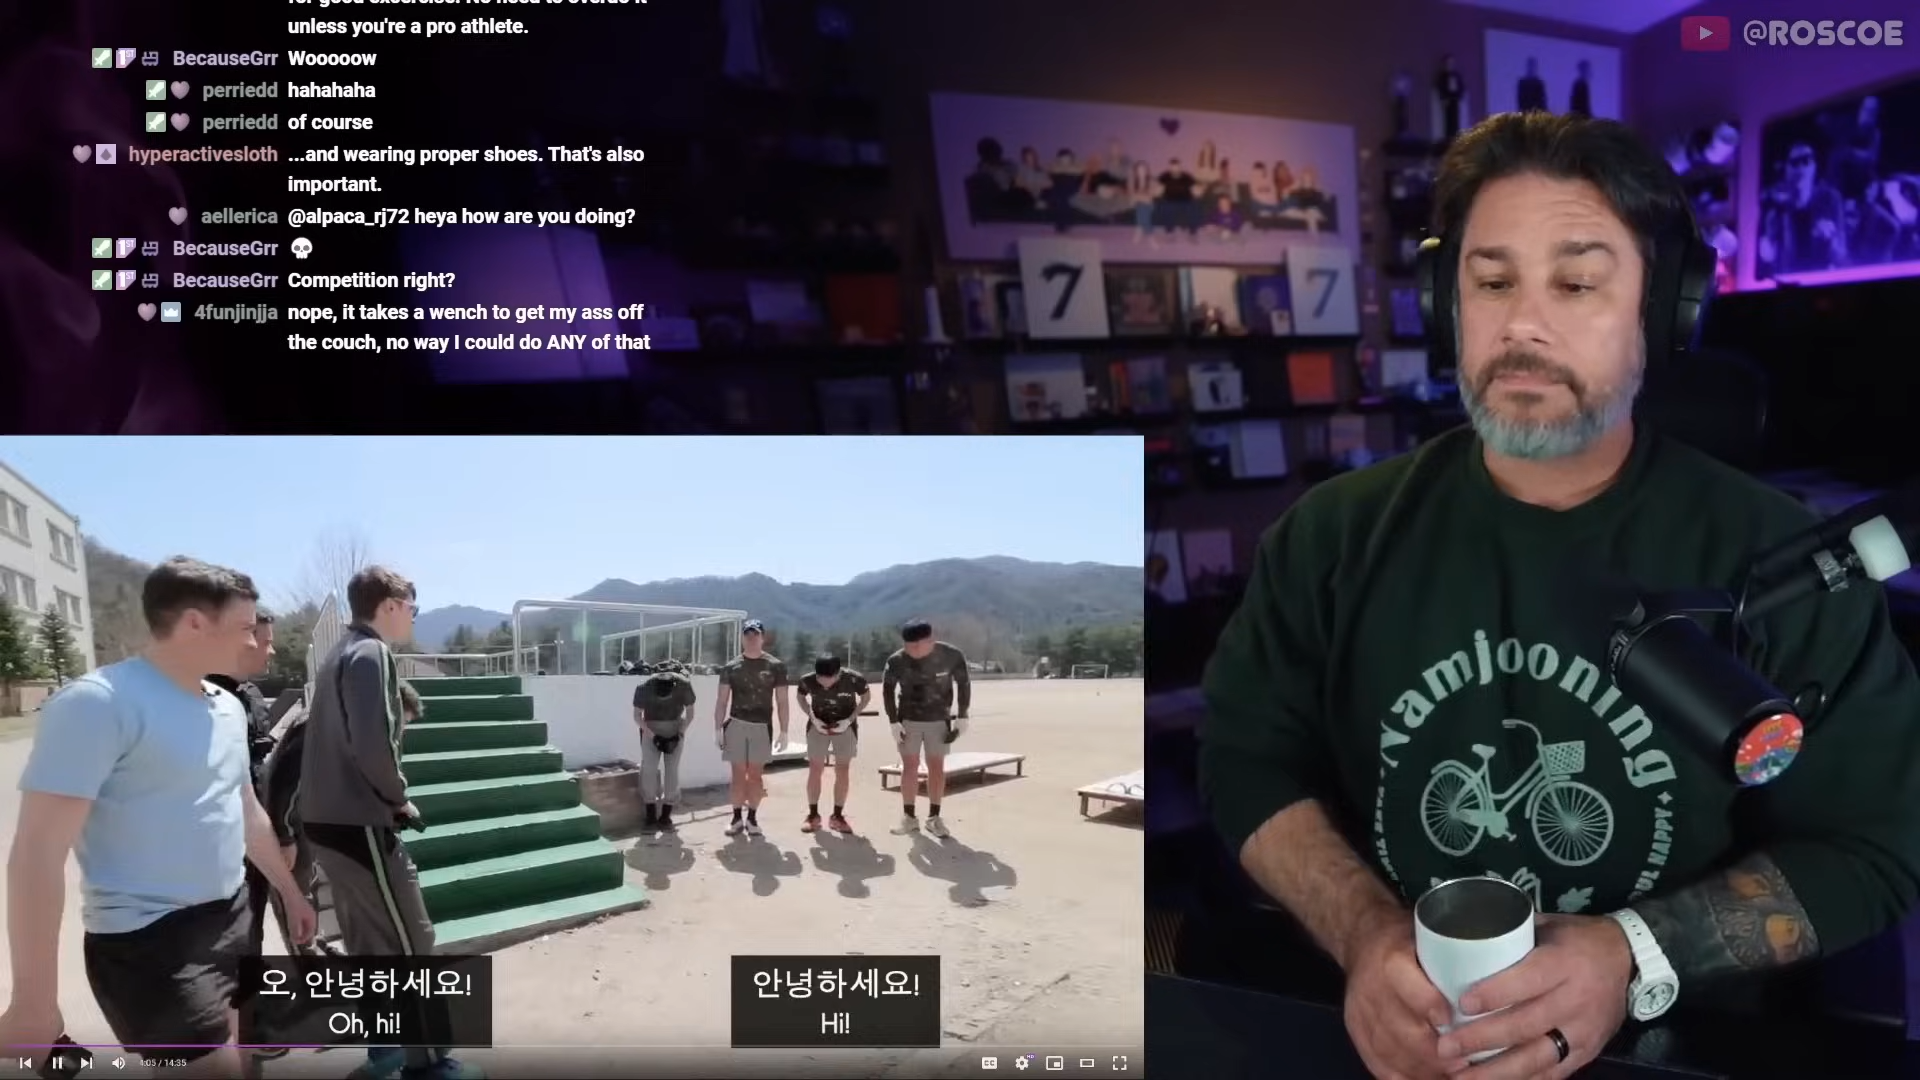 unless you're a pro athlete.
BecauseGrr Wooooow
perriedd hahahaha
perriedd of course
hyperactivesloth ...and wearing proper shoes. That's also
important.
aellerica @alpaca_rj72 heya how are you doing?
BecauseGrr 💀
BecauseGrr Competition right?
4funjinjja nope, it takes a wench to get my ass off
the couch, no way I could do ANY of that
@ROSCOE
7
7
Namjooning
오, 안녕하세요!
Oh, hi!
안녕하세요!
Hi!
4:05 / 14:35